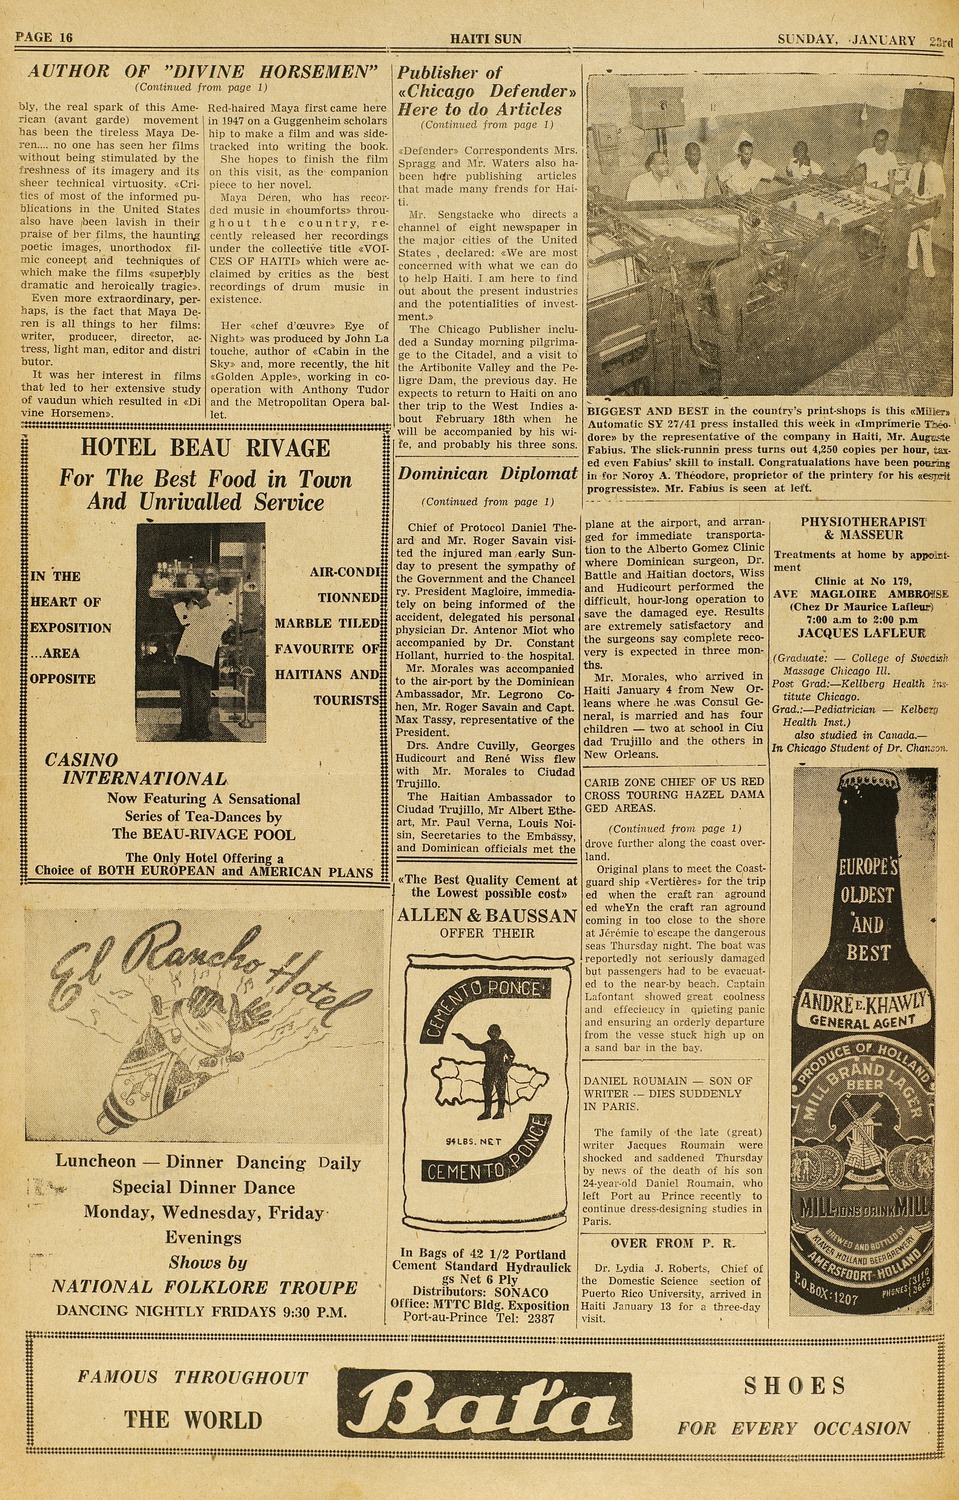 PAGE 16
HAITI SUN
SUNDAY, JANUARY 23rd
AUTHOR OF "DIVINE HORSEMEN"
(Continued from page 1)
bly, the real spark of this Ame-
rican (avant garde) movement
has been the tireless Maya De-
ren.... no one has seen her films
without being stimulated by the
freshness of its imagery and its
sheer technical virtuosity. «Cri-
tics of most of the informed pu-
blications in the United States
also have been lavish in their
praise of her films, the haunting
poetic images, unorthodox fil-
mic concept and techniques of
which make the films «superbly
dramatic and heroically tragic».
Even more extraordinary, per-
haps, is the fact that Maya De-
ren is all things to her films:
writer, producer, director, ac-
tress, light man, editor and distri
butor.
It was her interest in films
that led to her extensive study
of vaudun which resulted in «Di
vine Horsemen».
Red-haired Maya first came here
in 1947 on a Guggenheim scholars
hip to make a film and was side-
tracked into writing the book.
She hopes to finish the film
on this visit, as the companion
piece to her novel.
Maya Deren, who has recor-
ded music in «houmforts» throu-
ghout the country, re-
cently released her recordings
under the collective title «VOI-
CES OF HAITI» which were ac-
claimed by critics as the best
recordings of drum music in
existence.
Her «chef d'œuvre» Eye of
Night» was produced by John La
touche, author of «Cabin in the
Sky» and, more recently, the hit
«Golden Apple», working in co-
operation with Anthony Tudor
and the Metropolitan Opera bal-
let.
Publisher of
«Chicago Defender»
Here to do Articles
(Continued from page 1)
«Defender» Correspondents Mrs.
Spragg and Mr. Waters also ha-
been here publishing articles
that made many frends for Hai-
ti.
Mr. Sengstacke who directs a
channel of eight newspaper in
the major cities of the United
States , declared: «We are most
concerned with what we can do
to help Haiti. I am here to find
out about the present industries
and the potentialities of invest-
ment.»
The Chicago Publisher inclu-
ded a Sunday morning pilgrima-
ge to the Citadel, and a visit to
the Artibonite Valley and the Pe-
ligre Dam, the previous day. He
expects to return to Haiti on ano
ther trip to the West Indies a-
bout February 18th when he
will be accompanied by his wi-
fe, and probably his three sons.
BIGGEST AND BEST in the country's print-shops is this «Miller»
Automatic SY 27/41 press installed this week in «Imprimerie Théo-
dore» by the representative of the company in Haiti, Mr. Auguste
Fabius. The slick-runnin press turns out 4,250 copies per hour, tax-
ed even Fabius' skill to install. Congratualations have been pouring
in for Noroy A. Théodore, proprietor of the printery for his «esprit
progressiste». Mr. Fabius is seen at left.
HOTEL BEAU RIVAGE
For The Best Food in Town
And Unrivalled Service
IN THE
HEART OF
EXPOSITION
...AREA
OPPOSITE
AIR-CONDI
TIONNED
MARBLE TILED
FAVOURITE OF
HAITIANS AND
TOURISTS
CASINO
INTERNATIONAL
Now Featuring A Sensational
Series of Tea-Dances by
The BEAU-RIVAGE POOL
The Only Hotel Offering a
Choice of BOTH EUROPEAN and AMERICAN PLANS
Dominican Diplomat
(Continued from page 1)
Chief of Protocol Daniel The-
ard and Mr. Roger Savain visi-
ted the injured man early Sun-
day to present the sympathy of
the Government and the Chancel
ry. President Magloire, immedia-
tely on being informed of the
accident, delegated his personal
physician Dr. Antenor Miot who
accompanied by Dr. Constant
Hollant, hurried to the hospital.
Mr. Morales was accompanied
to the air-port by the Dominican
Ambassador, Mr. Legrono Co-
hen, Mr. Roger Savain and Capt.
Max Tassy, representative of the
President.
Drs. Andre Cuvilly, Georges
Hudicourt and René Wiss flew
with Mr. Morales to Ciudad
Trujillo.
The Haitian Ambassador to
Ciudad Trujillo, Mr Albert Ethe-
art, Mr. Paul Verna, Louis Noi-
sin, Secretaries to the Embassy,
and Dominican officials met the
plane at the airport, and arran-
ged for immediate transporta-
tion to the Alberto Gomez Clinic
where Dominican surgeon, Dr.
Battle and Haitian doctors, Wiss
and Hudicourt performed the
difficult, hour-long operation to
save the damaged eye. Results
are extremely satisfactory and
the surgeons say complete reco-
very is expected in three mon-
ths.
Mr. Morales, who arrived in
Haiti January 4 from New Or-
leans where he was Consul Ge-
neral, is married and has four
children — two at school in Ciu
dad Trujillo and the others in
New Orleans.
CARIB ZONE CHIEF OF US RED
CROSS TOURING HAZEL DAMA
GED AREAS.
(Continued from page 1)
drove further along the coast over-
land.
Original plans to meet the Coast-
guard ship «Vertières» for the trip
ed when the craft ran aground
ed wheYn the craft ran aground
coming in too close to the shore
at Jérémie to escape the dangerous
seas Thursday night. The boat was
reportedly not seriously damaged
but passengers had to be evacuat-
ed to the near-by beach. Captain
Lafontant showed great coolness
and effeciency in quieting panic
and ensuring an orderly departure
from the vesse stuck high up on
a sand bar in the bay.
DANIEL ROUMAIN — SON OF
WRITER -- DIES SUDDENLY
IN PARIS.
The family of the late (great)
writer Jacques Roumain were
shocked and saddened Thursday
by news of the death of his son
24-year-old Daniel Roumain, who
left Port au Prince recently to
continue dress-designing studies in
Paris.
OVER FROM P. R.
Dr. Lydia J. Roberts, Chief of
the Domestic Science section of
Puerto Rico University, arrived in
Haiti January 13 for a three-day
visit.
PHYSIOTHERAPIST
& MASSEUR
Treatments at home by appoint-
ment
Clinic at No 179,
AVE MAGLOIRE AMBROISE
(Chez Dr Maurice Lafleur)
7:00 a.m to 2:00 p.m
JACQUES LAFLEUR
(Graduate: — College of Swedish
Massage Chicago Ill.
Post Grad:—Kellberg Health Ins-
titute Chicago.
Grad.:—Pediatrician — Kelberg
Health Inst.)
also studied in Canada.—
In Chicago Student of Dr. Chanson.
EUROPE'S
OLDEST
AND
BEST
ANDRÉ E. KHAWLY
GENERAL AGENT
PRODUCE OF HOLLAND
MILL BRAND LAGER
BEER
TRADE MARK
MILLIONS DRINK MILL
BREWED AND BOTTLED BY
HOLLAND BEERBREWERY
AMERSFOORT-HOLLAND
P.O.BOX:1207
PHONES
El Rancho Hotel
Luncheon — Dinner Dancing Daily
Special Dinner Dance
Monday, Wednesday, Friday
Evenings
Shows by
NATIONAL FOLKLORE TROUPE
DANCING NIGHTLY FRIDAYS 9:30 P.M.
«The Best Quality Cement at
the Lowest possible cost»
ALLEN & BAUSSAN
OFFER THEIR
CEMENTO PONCE
94 LBS. NET
CEMENTO PONCE
In Bags of 42 1/2 Portland
Cement Standard Hydraulick
gs Net 6 Ply
Distributors: SONACO
Office: MTTC Bldg. Exposition
Port-au-Prince Tel: 2387
FAMOUS THROUGHOUT
THE WORLD
Bata
SHOES
FOR EVERY OCCASION